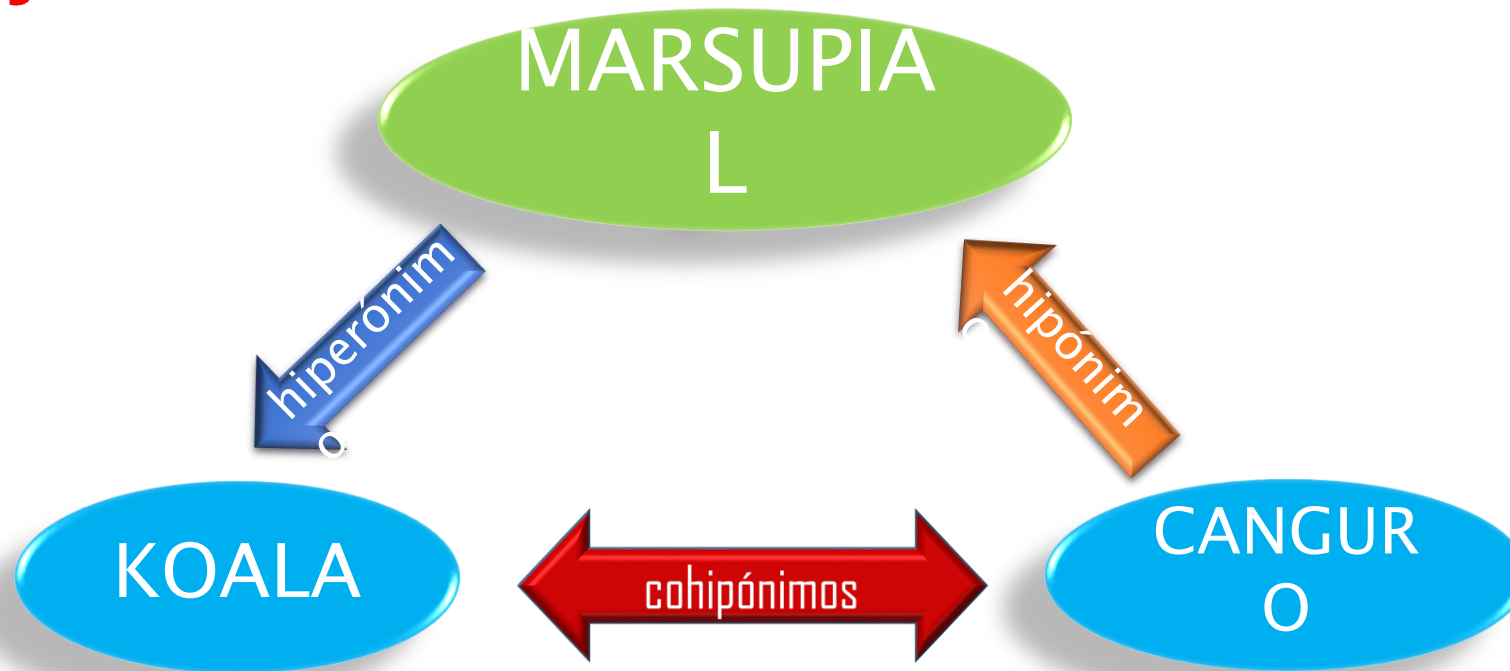 MARSUPIA
L
hiperónim
o
hipónim
o
KOALA
cohipónimos
CANGUR
O